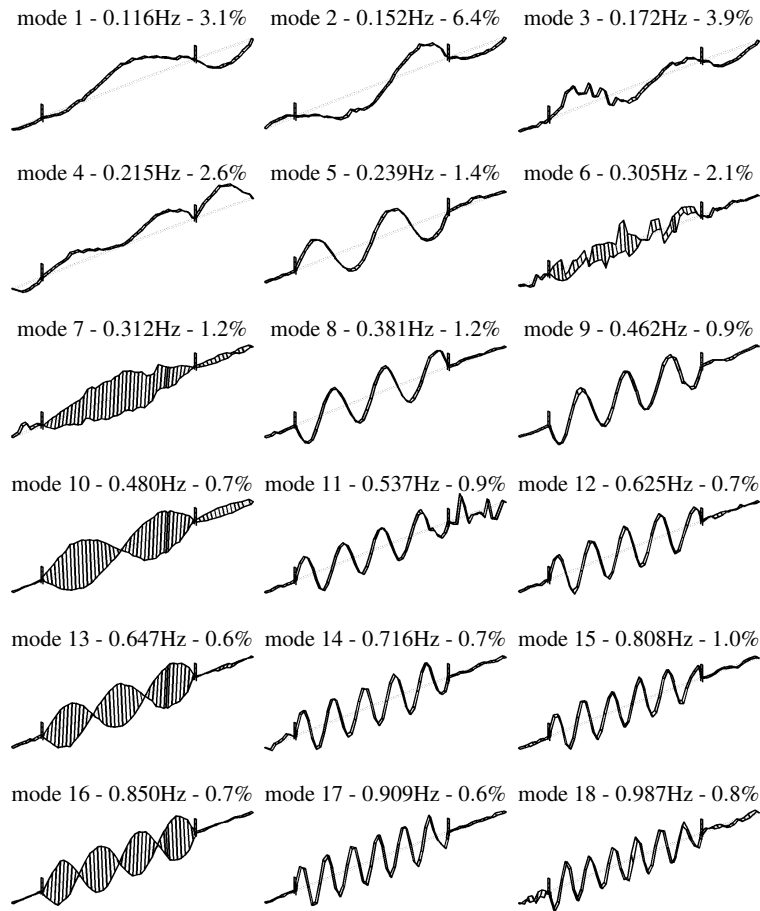 mode 1 - 0.116Hz - 3.1% mode 2 - 0.152Hz - 6.4% mode 3 - 0.172Hz - 3.9%
mode 4 - 0.215Hz - 2.6% mode 5 - 0.239Hz - 1.4% mode 6 - 0.305Hz - 2.1%
mode 7 - 0.312Hz - 1.2% mode 8 - 0.381Hz - 1.2% mode 9 - 0.462Hz - 0.9%
mode 10 - 0.480Hz - 0.7% mode 11 - 0.537Hz - 0.9% mode 12 - 0.625Hz - 0.7%
mode 13 - 0.647Hz - 0.6% mode 14 - 0.716Hz - 0.7% mode 15 - 0.808Hz - 1.0%
mode 16 - 0.850Hz - 0.7% mode 17 - 0.909Hz - 0.6% mode 18 - 0.987Hz - 0.8%